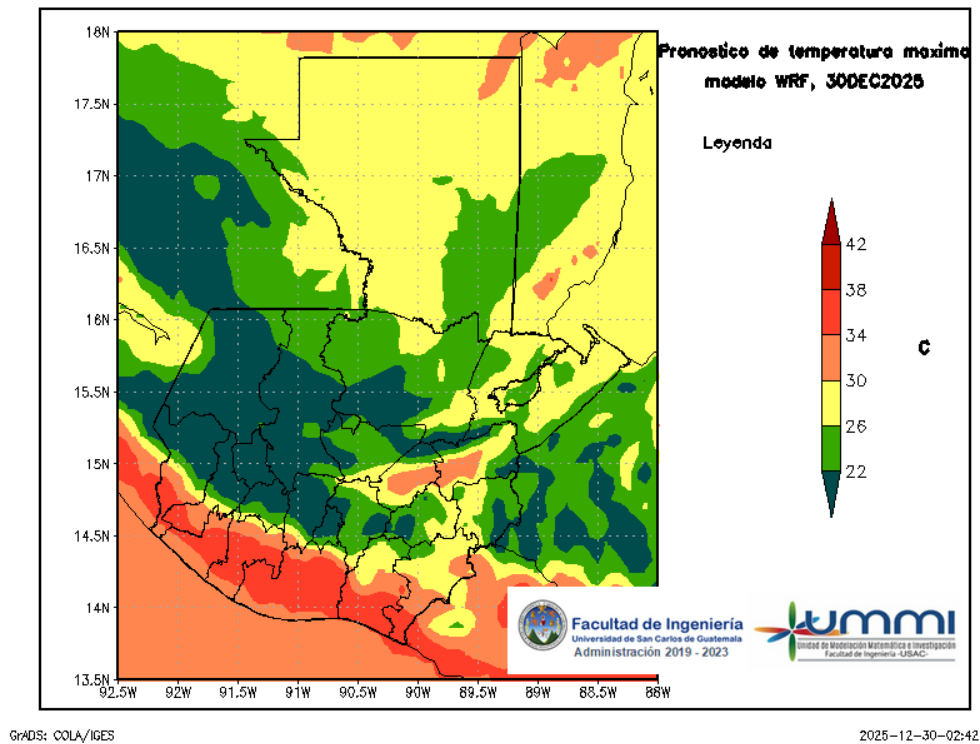 Pronostico de temperatura maxima
modelo WRF, 30DEC2025
Leyenda
42
38
34
30
26
22
C
18N
17.5N
17N
16.5N
16N
15.5N
15N
14.5N
14N
13.5N
92.5W 92W 91.5W 91W 90.5W 90W 89.5W 89W 88.5W 88W
Facultad de Ingeniería
Universidad de San Carlos de Guatemala
Administración 2019 - 2023
ummi
Unidad de Modelación Matemática e Investigación
Facultad de Ingeniería -USAC-
GrADS: COLA/IGES
2025-12-30-02:42